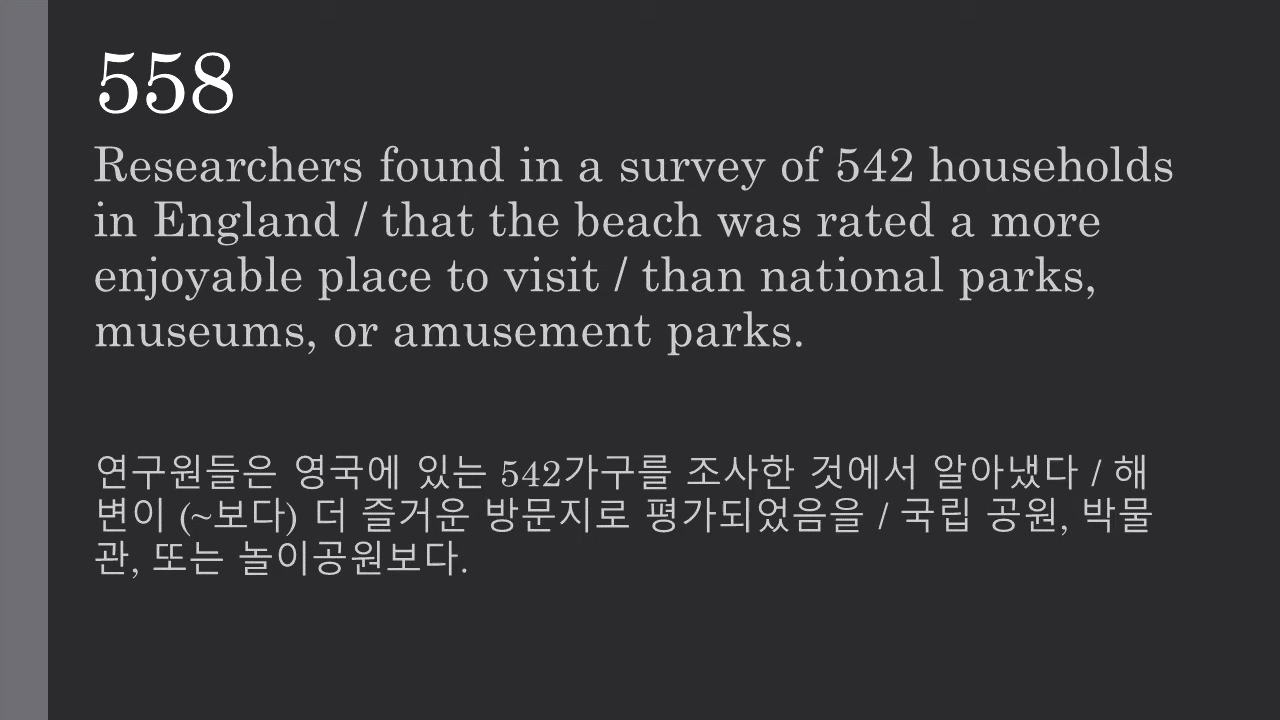 558
Researchers found in a survey of 542 households
in England / that the beach was rated a more
enjoyable place to visit / than national parks,
museums, or amusement parks.
연구원들은 영국에 있는 542가구를 조사한 것에서 알아냈다 / 해
변이 (~보다) 더 즐거운 방문지로 평가되었음을 / 국립 공원, 박물
관, 또는 놀이공원보다.